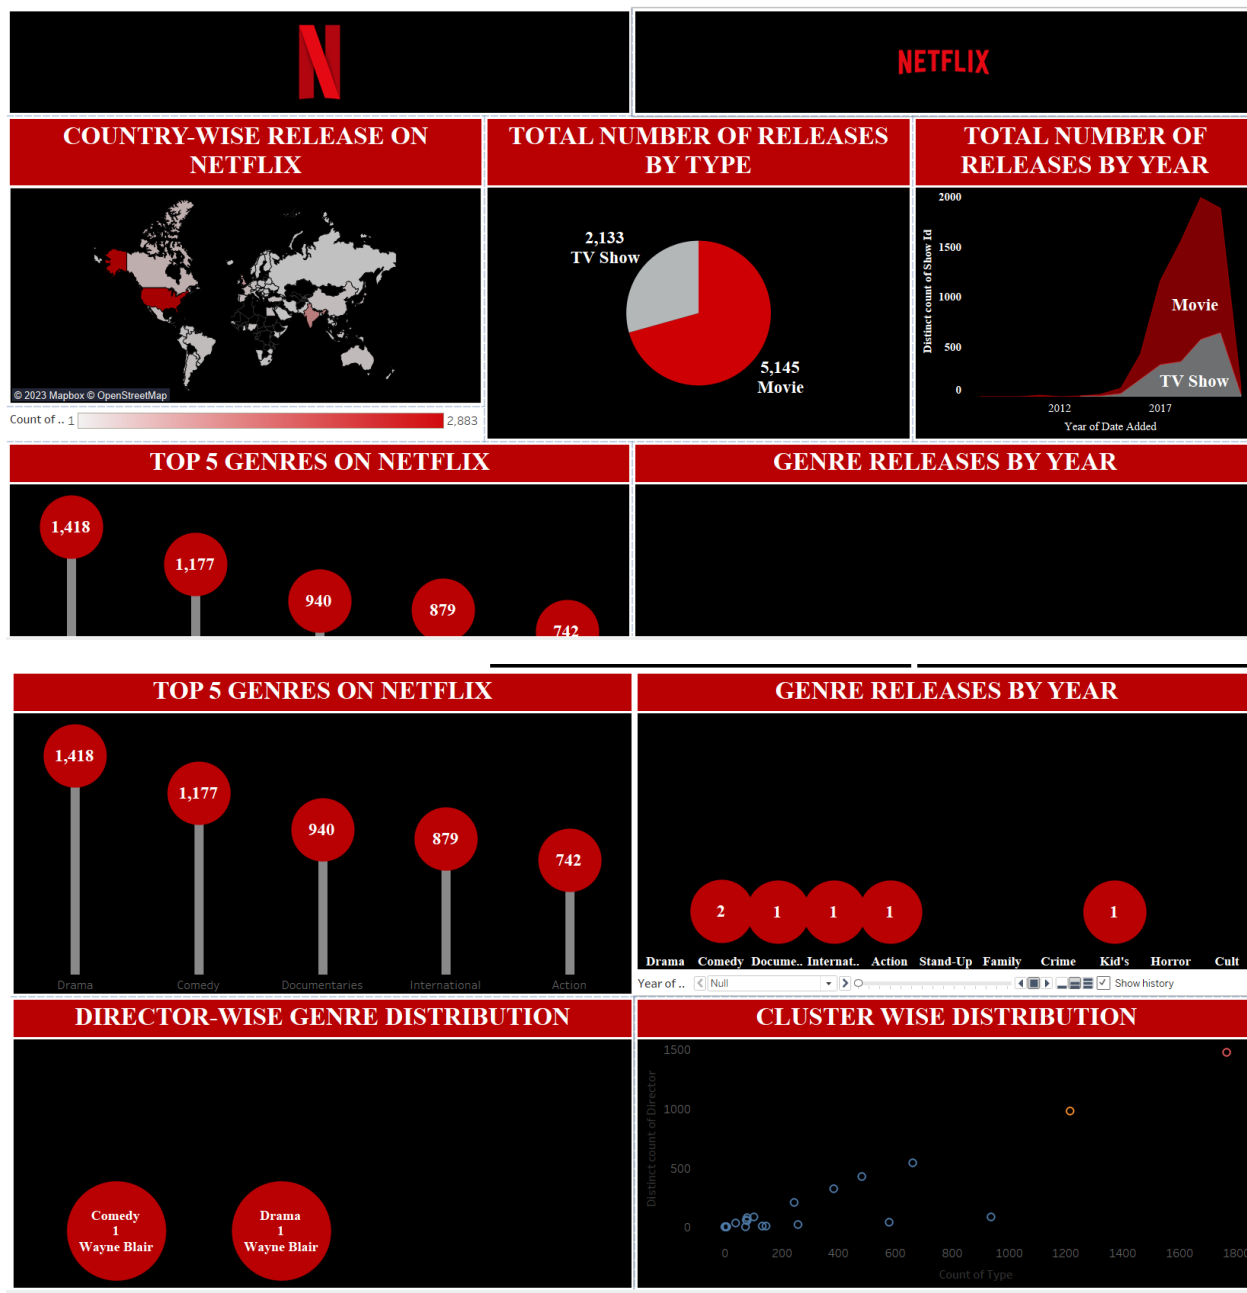 NETFLIX
COUNTRY-WISE RELEASE ON
NETFLIX
© 2023 Mapbox © OpenStreetMap
Count of .. 1
2,883
TOTAL NUMBER OF RELEASES
BY TYPE
2,133
TV Show
5,145
Movie
TOTAL NUMBER OF
RELEASES BY YEAR
Distinct count of Show Id
2000
1500
1000
500
0
Movie
TV Show
2012
2017
Year of Date Added
TOP 5 GENRES ON NETFLIX
1,418
1,177
940
879
742
GENRE RELEASES BY YEAR
TOP 5 GENRES ON NETFLIX
1,418
1,177
940
879
742
Drama
Comedy
Documentaries
International
Action
GENRE RELEASES BY YEAR
2
1
1
1
1
Drama
Comedy
Docume..
Internat..
Action
Stand-Up
Family
Crime
Kid's
Horror
Cult
Year of ..
Null
Show history
DIRECTOR-WISE GENRE DISTRIBUTION
Comedy
1
Wayne Blair
Drama
1
Wayne Blair
CLUSTER WISE DISTRIBUTION
Distinct count of Director
1500
1000
500
0
0
200
400
600
800
1000
1200
1400
1600
1800
Count of Type